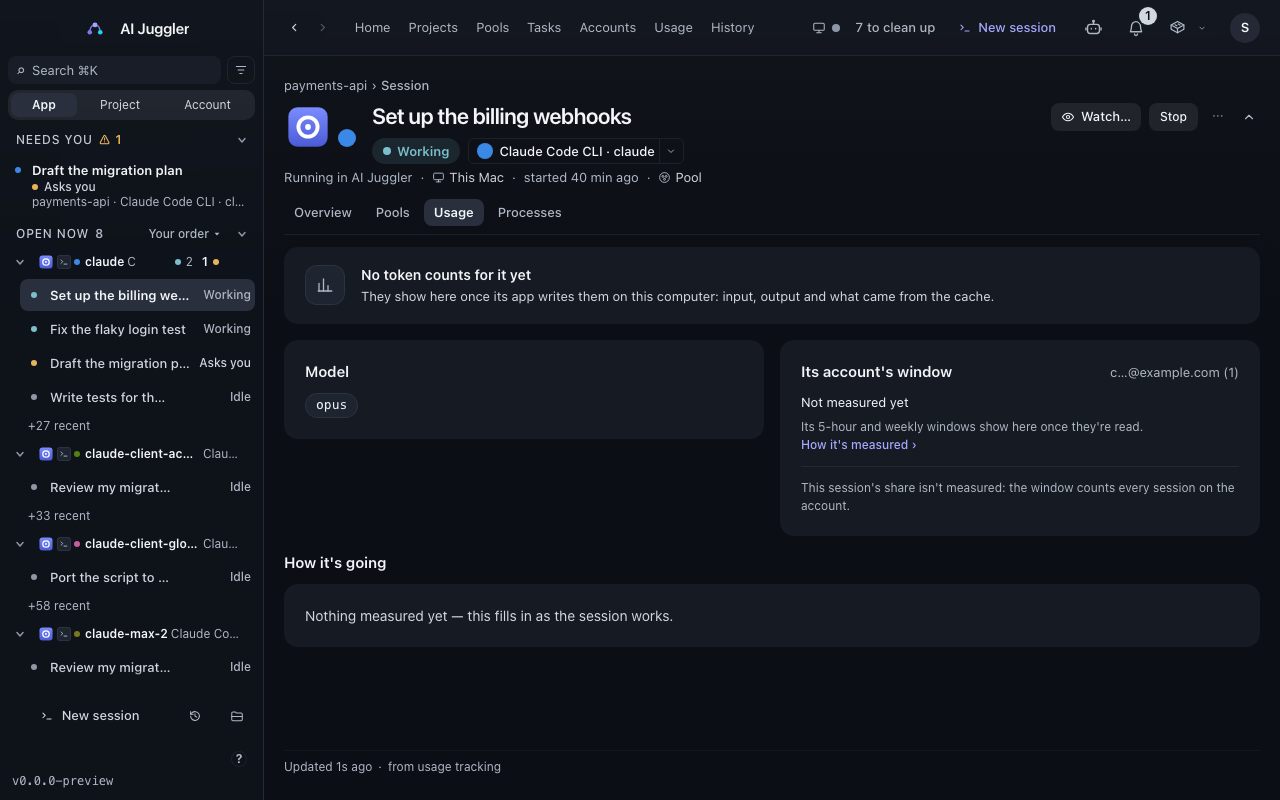 AI Juggler
Home
Projects
Pools
Tasks
Accounts
Usage
History
7 to clean up
New session
1
S
Search ⌘K
App
Project
Account
NEEDS YOU 1
Draft the migration plan
Asks you
payments-api · Claude Code CLI · cl...
OPEN NOW 8
Your order
claude C 2 1
Set up the billing we... Working
Fix the flaky login test Working
Draft the migration p... Asks you
Write tests for th... Idle
+27 recent
claude-client-ac... Clau...
Review my migrat... Idle
+33 recent
claude-client-glo... Clau...
Port the script to ... Idle
+58 recent
claude-max-2 Claude Co...
Review my migrat... Idle
New session
?
v0.0.0-preview
payments-api › Session
Set up the billing webhooks
Watch...
Stop
Working
Claude Code CLI · claude
Running in AI Juggler · This Mac · started 40 min ago · Pool
Overview
Pools
Usage
Processes
No token counts for it yet
They show here once its app writes them on this computer: input, output and what came from the cache.
Model
opus
Its account's window
c...@example.com (1)
Not measured yet
Its 5-hour and weekly windows show here once they're read.
How it's measured ›
This session's share isn't measured: the window counts every session on the
account.
How it's going
Nothing measured yet — this fills in as the session works.
Updated 1s ago · from usage tracking